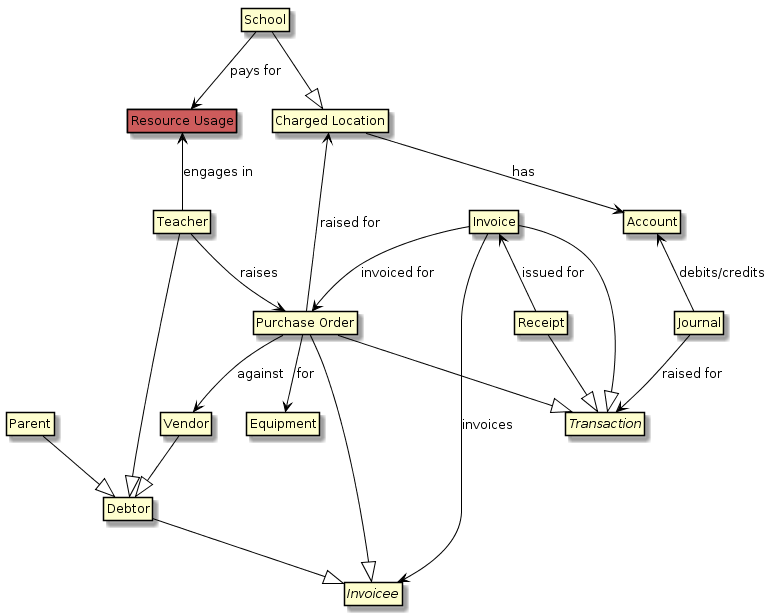 School
pays for
Resource Usage
Charged Location
engages in
has
Teacher
raised for
Invoice
Account
raises
invoiced for
issued for
debits/credits
Purchase Order
Receipt
Journal
against
for
raised for
Parent
Vendor
Equipment
invoices
Transaction
Debtor
Invoicee